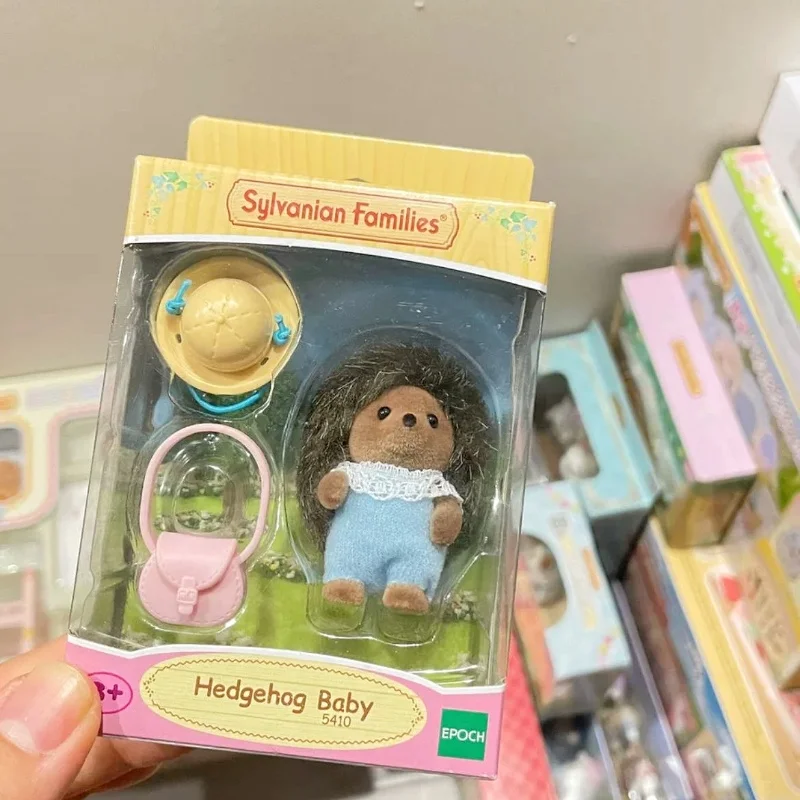 Sylvanian Families®
3+
Hedgehog Baby
5410
EPOCH